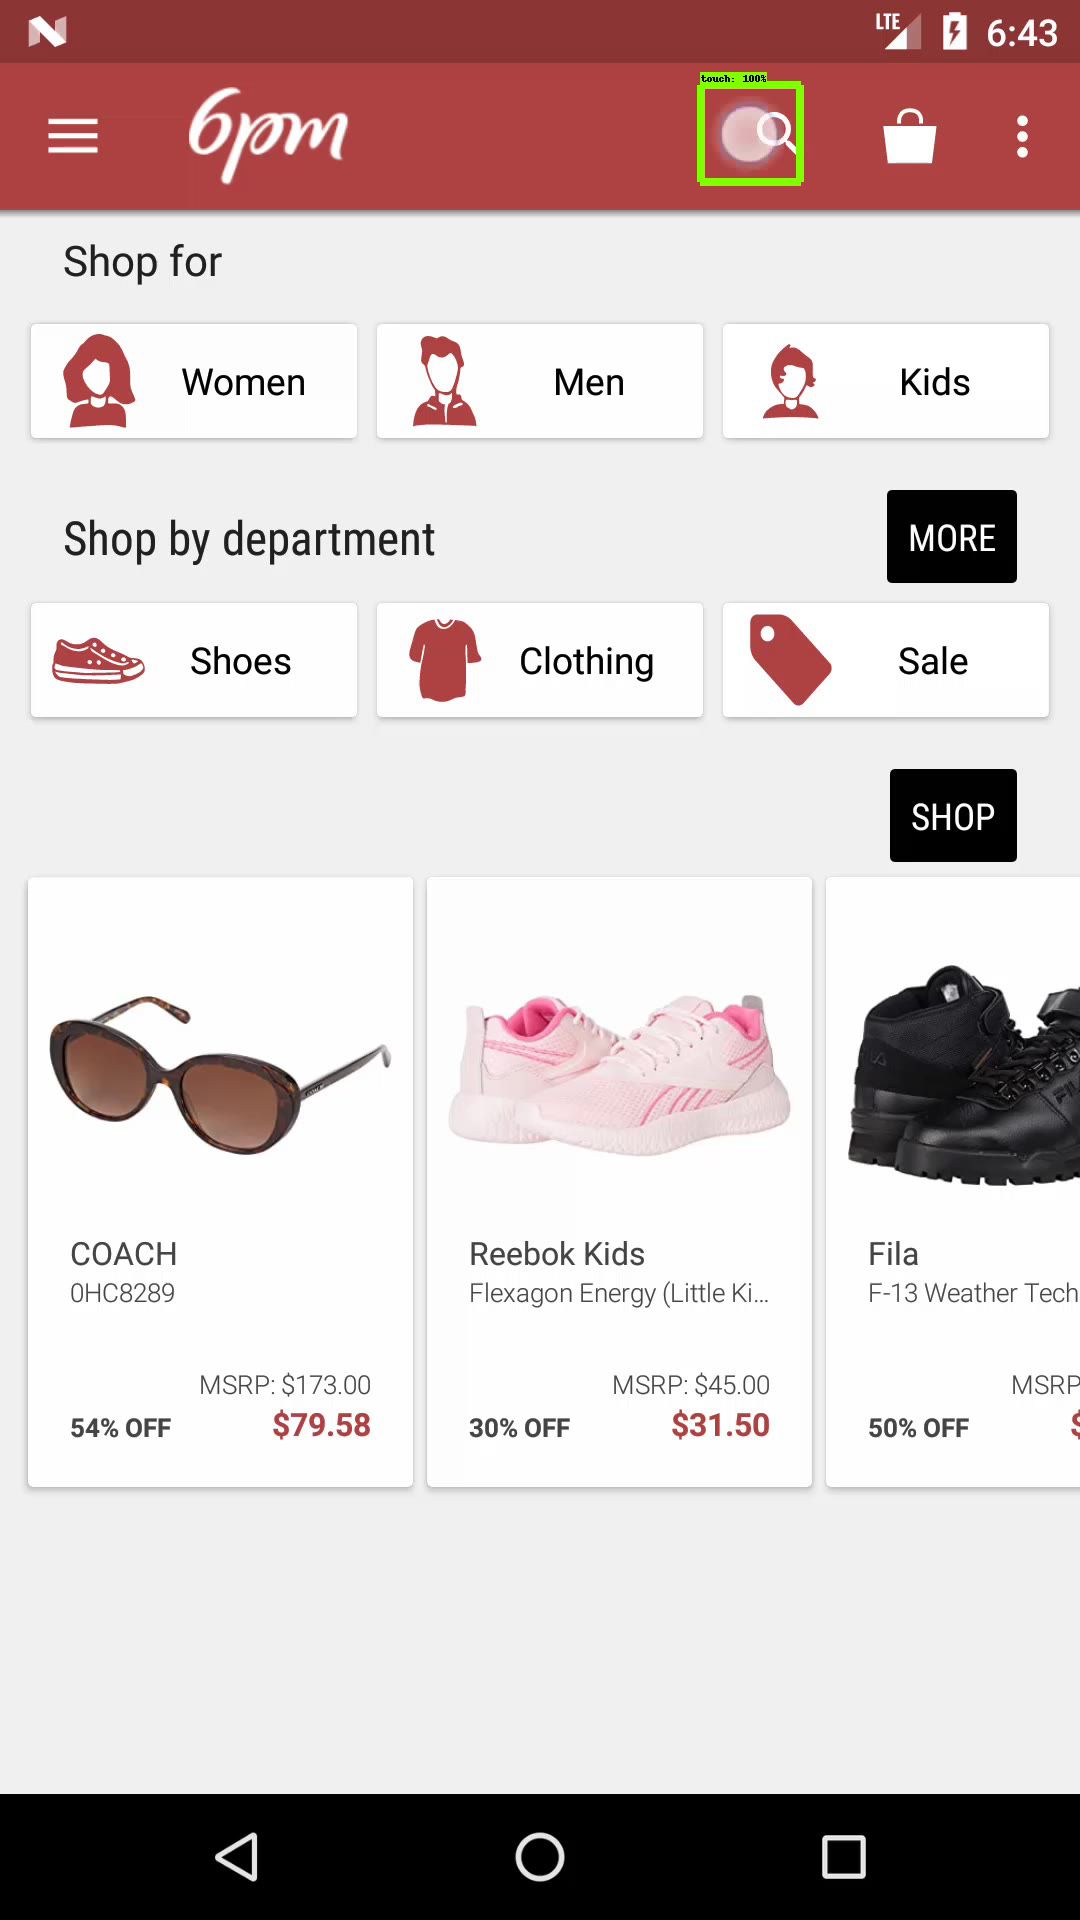 LTE 6:43
touch: 100%
6pm
Shop for
Women
Men
Kids
Shop by department
MORE
Shoes
Clothing
Sale
SHOP
COACH
0HC8289
MSRP: $173.00
54% OFF
$79.58
Reebok Kids
Flexagon Energy (Little Ki...
MSRP: $45.00
30% OFF
$31.50
Fila
F-13 Weather Tech
MSRP
50% OFF
$